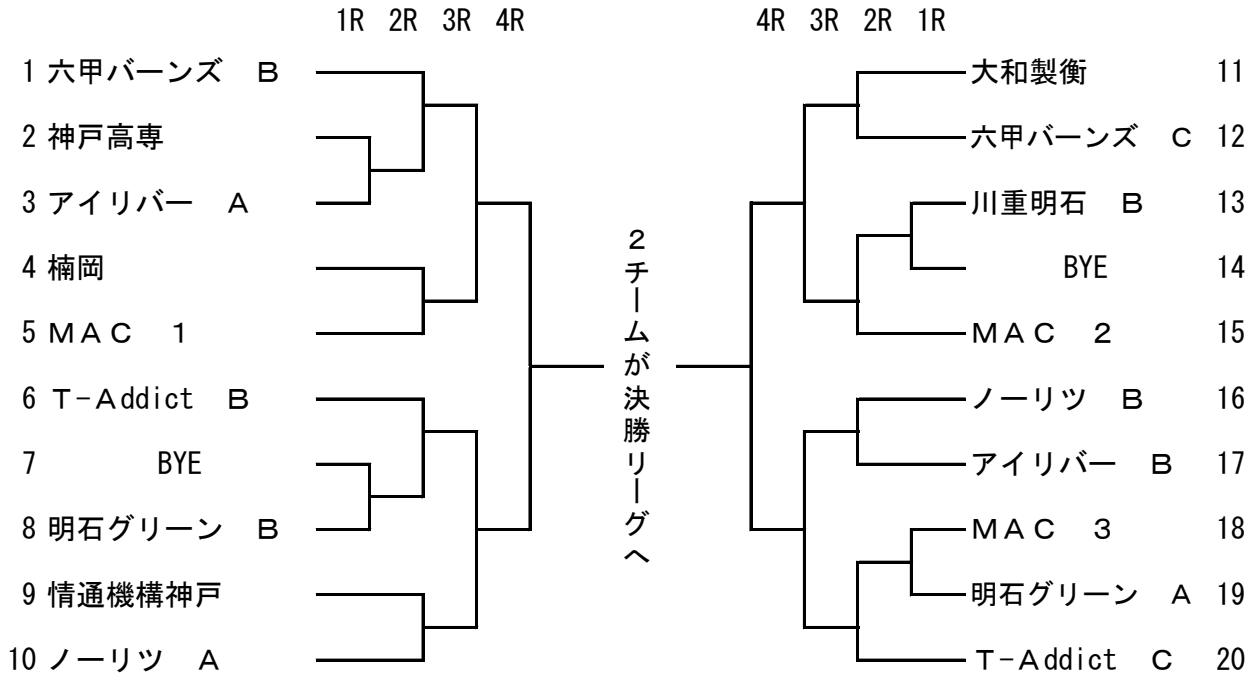 1R 2R 3R 4R
4R 3R 2R 1R
1 六甲バーンズ B
2 神戸高専
3 アイリバー A
4 楠岡
5 MAC 1
6 T-Addict B
7 BYE
8 明石グリーン B
9 情通機構神戸
10 ノーリツ A
2チームが決勝リーグへ
大和製衡 11
六甲バーンズ C 12
川重明石 B 13
BYE 14
MAC 2 15
ノーリツ B 16
アイリバー B 17
MAC 3 18
明石グリーン A 19
T-Addict C 20